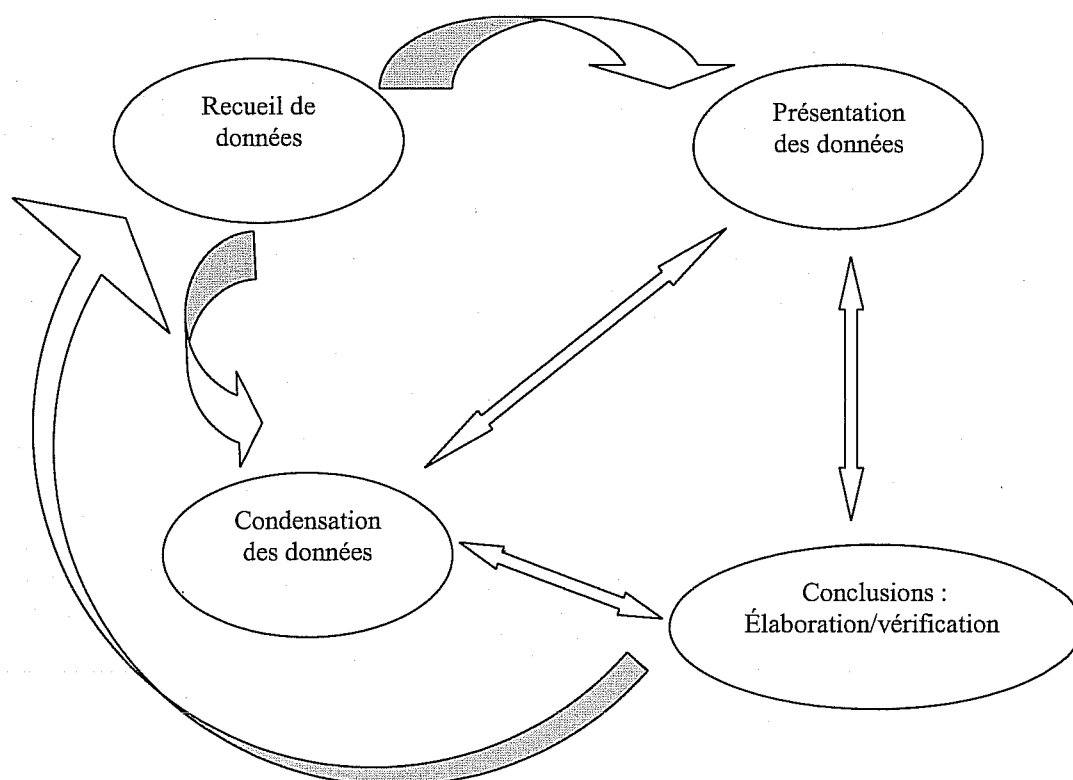 Recueil de
données
Présentation
des données
Condensation
des données
Conclusions :
Élaboration/vérification